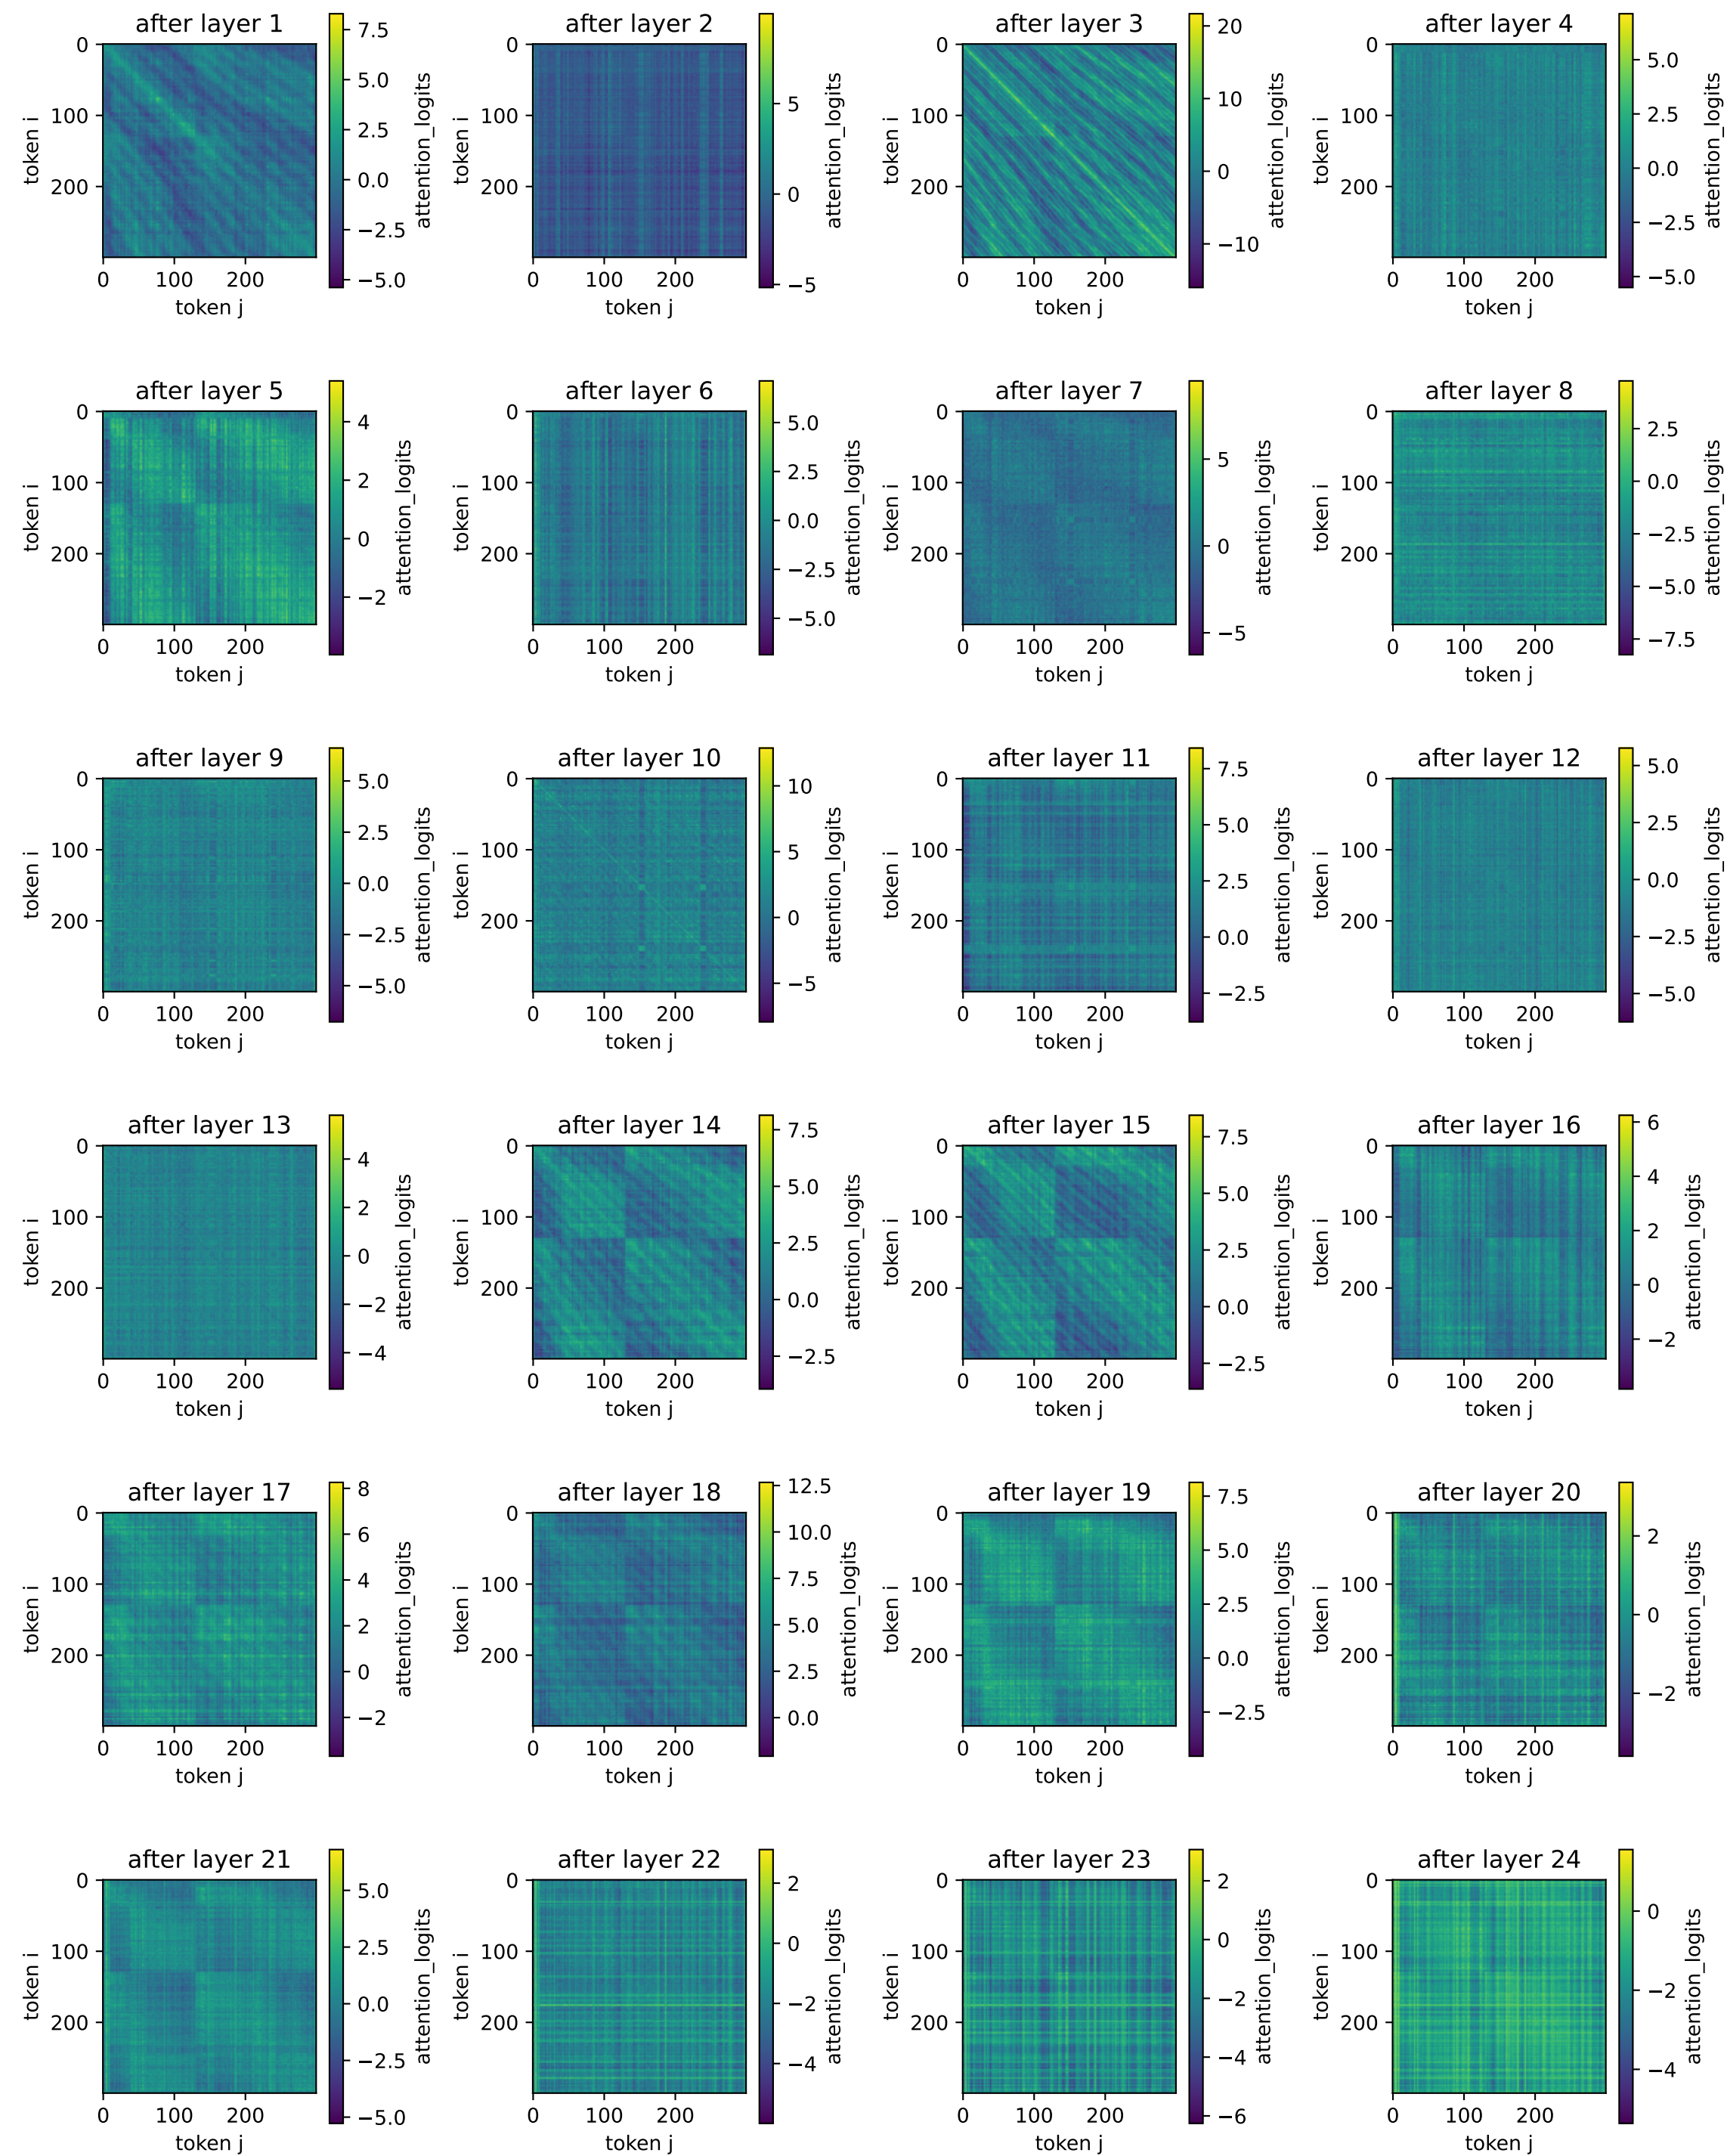 after layer 1
after layer 2
after layer 3
after layer 4
0
100
200
token i
0
100
200
token j
7.5
5.0
2.5
0.0
−2.5
−5.0
attention_logits
0
100
200
token i
0
100
200
token j
5
0
−5
attention_logits
0
100
200
token i
0
100
200
token j
20
10
0
−10
attention_logits
0
100
200
token i
0
100
200
token j
5.0
2.5
0.0
−2.5
−5.0
attention_logits
after layer 5
after layer 6
after layer 7
after layer 8
0
100
200
token i
0
100
200
token j
4
2
0
−2
attention_logits
0
100
200
token i
0
100
200
token j
5.0
2.5
0.0
−2.5
−5.0
attention_logits
0
100
200
token i
0
100
200
token j
5
0
−5
attention_logits
0
100
200
token i
0
100
200
token j
2.5
0.0
−2.5
−5.0
−7.5
attention_logits
after layer 9
after layer 10
after layer 11
after layer 12
0
100
200
token i
0
100
200
token j
5.0
2.5
0.0
−2.5
−5.0
attention_logits
0
100
200
token i
0
100
200
token j
10
5
0
−5
attention_logits
0
100
200
token i
0
100
200
token j
7.5
5.0
2.5
0.0
−2.5
attention_logits
0
100
200
token i
0
100
200
token j
5.0
2.5
0.0
−2.5
−5.0
attention_logits
after layer 13
after layer 14
after layer 15
after layer 16
0
100
200
token i
0
100
200
token j
4
2
0
−2
−4
attention_logits
0
100
200
token i
0
100
200
token j
7.5
5.0
2.5
0.0
−2.5
attention_logits
0
100
200
token i
0
100
200
token j
7.5
5.0
2.5
0.0
−2.5
attention_logits
0
100
200
token i
0
100
200
token j
6
4
2
0
−2
attention_logits
after layer 17
after layer 18
after layer 19
after layer 20
0
100
200
token i
0
100
200
token j
8
6
4
2
0
−2
attention_logits
0
100
200
token i
0
100
200
token j
12.5
10.0
7.5
5.0
2.5
0.0
attention_logits
0
100
200
token i
0
100
200
token j
7.5
5.0
2.5
0.0
−2.5
attention_logits
0
100
200
token i
0
100
200
token j
2
0
−2
attention_logits
after layer 21
after layer 22
after layer 23
after layer 24
0
100
200
token i
0
100
200
token j
5.0
2.5
0.0
−2.5
−5.0
attention_logits
0
100
200
token i
0
100
200
token j
2
0
−2
−4
attention_logits
0
100
200
token i
0
100
200
token j
2
0
−2
−4
−6
attention_logits
0
100
200
token i
0
100
200
token j
0
−2
−4
attention_logits